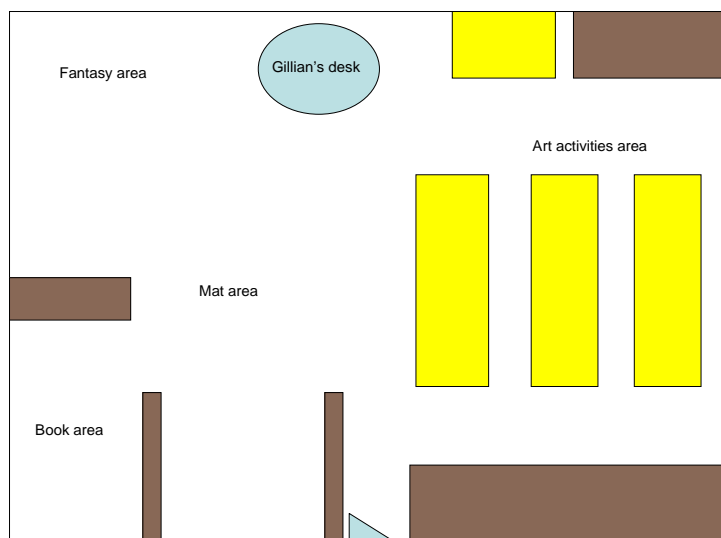 Fantasy area
Gillian's desk
Art activities area
Mat area
Book area